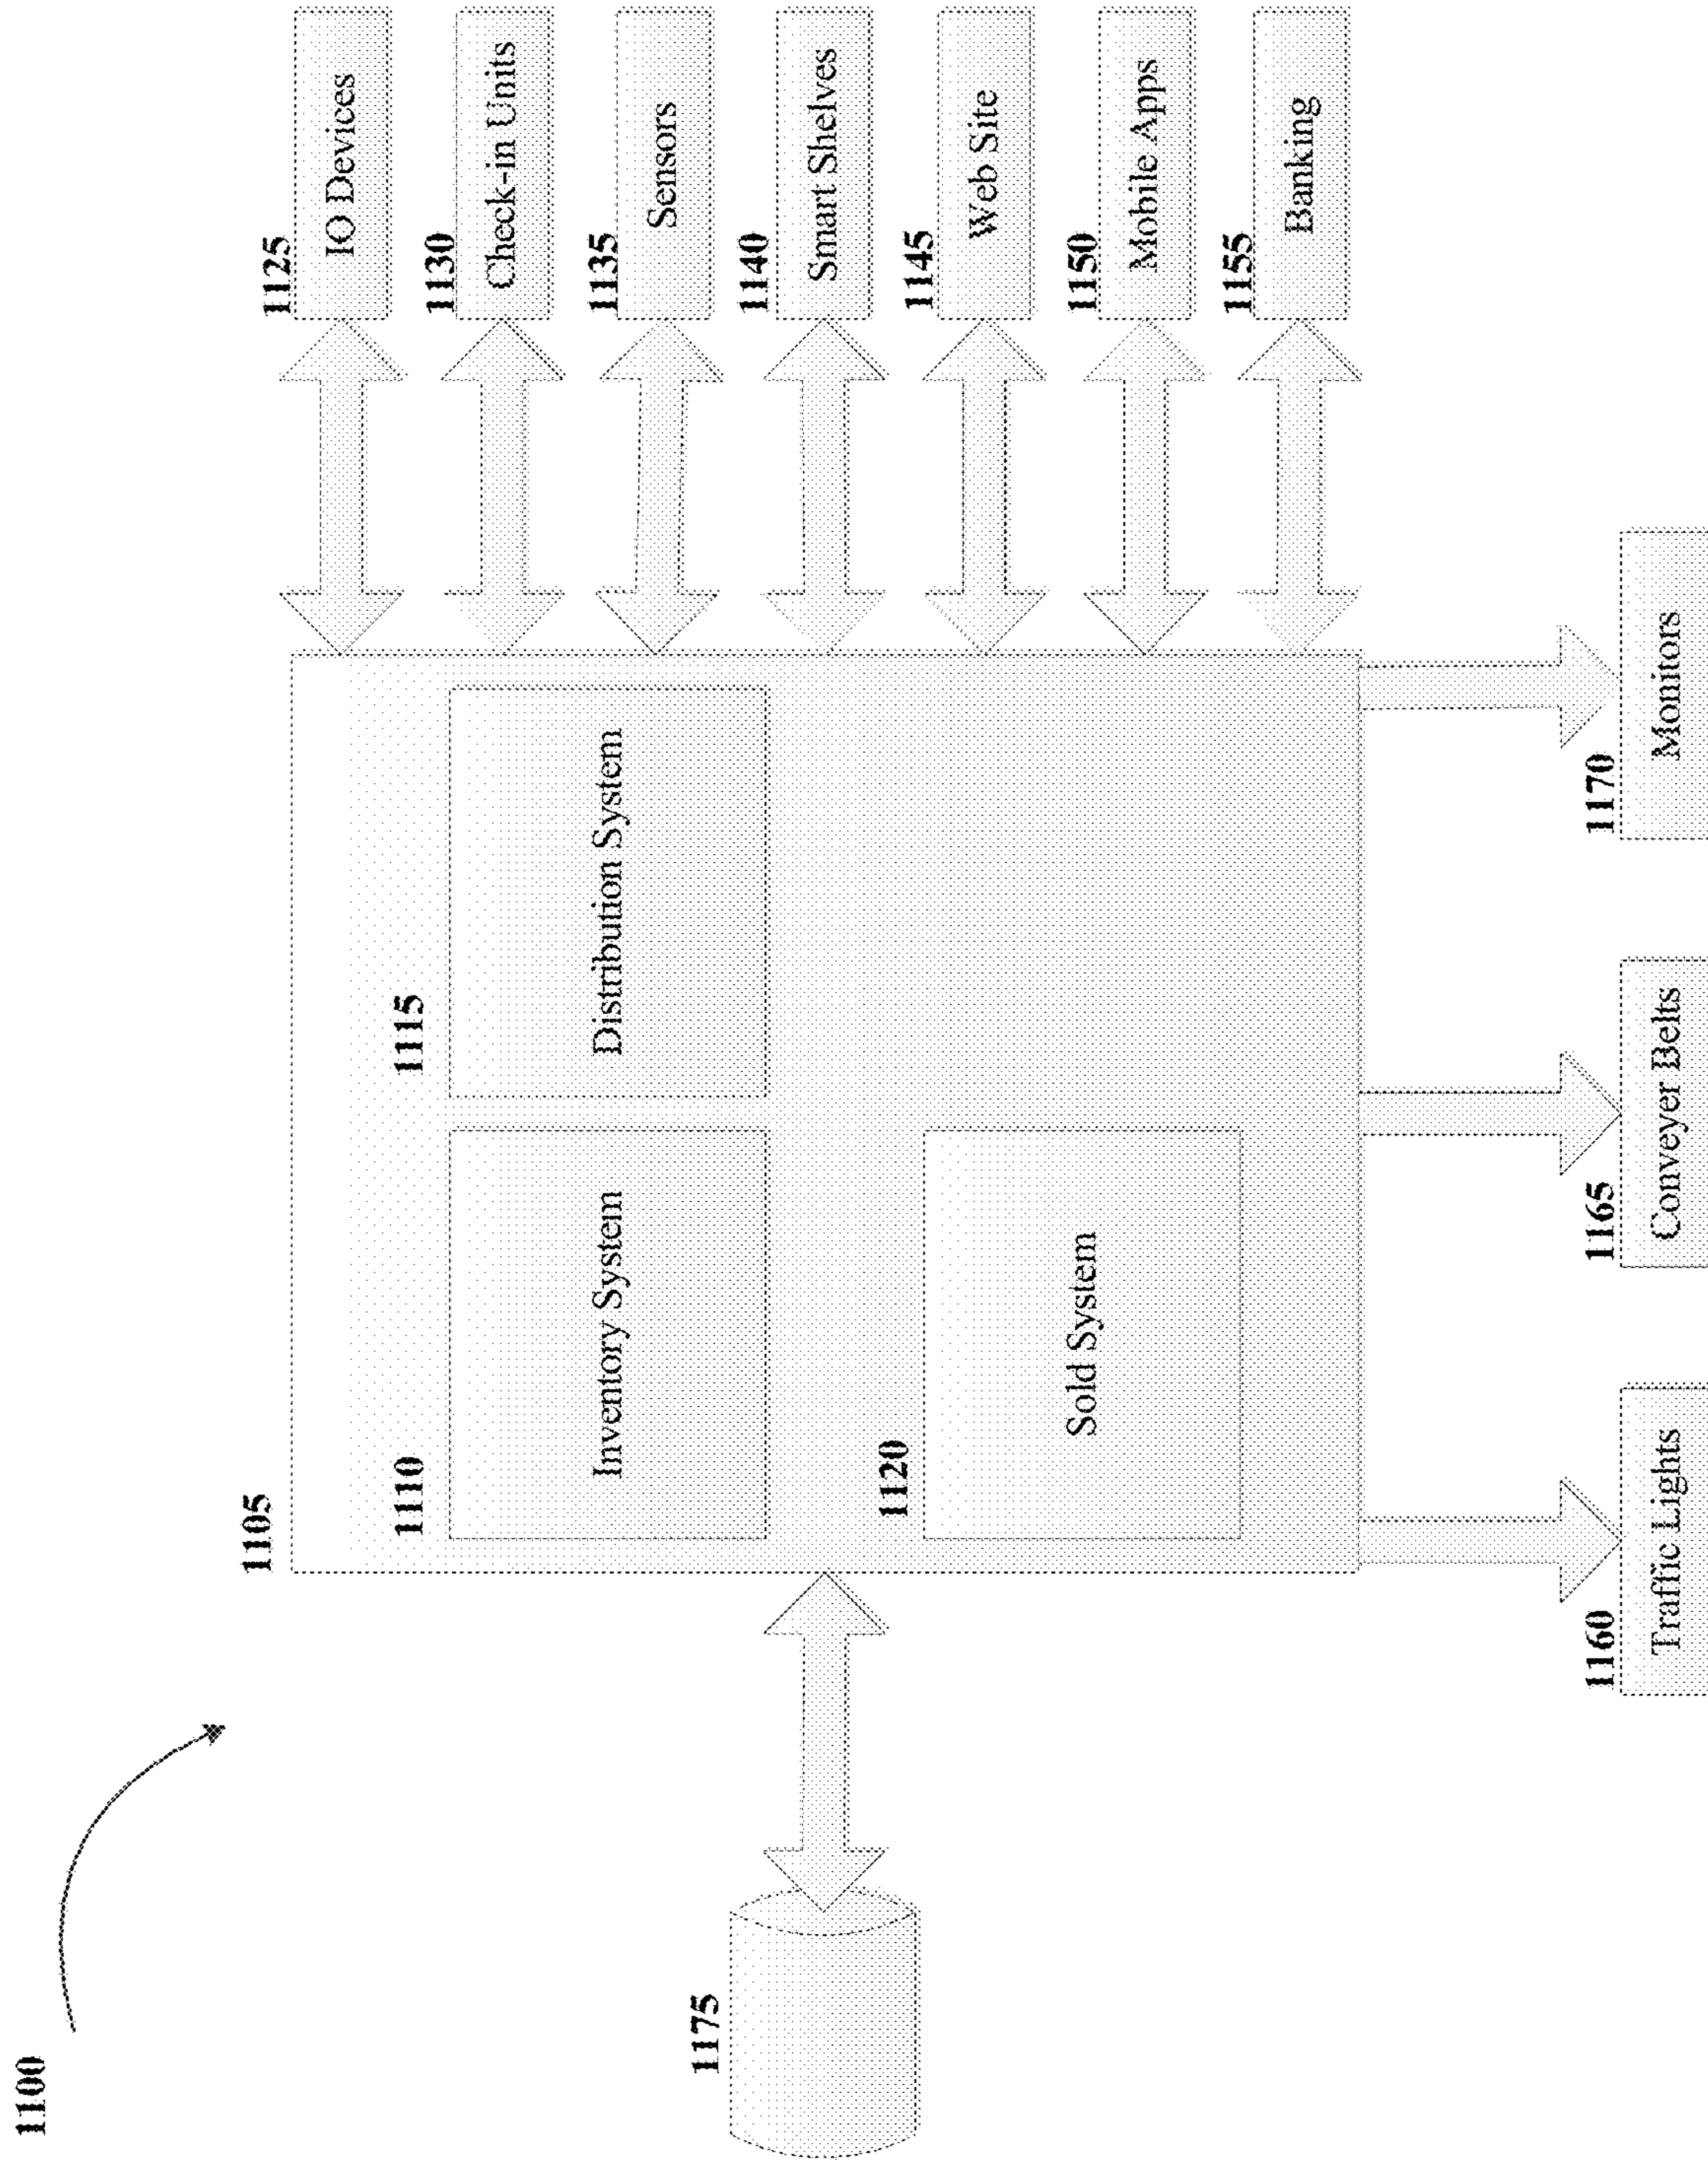 1100
1105
1110
Inventory System
1115
Distribution System
1120
Sold System
1125
IO Devices
1130
Check-in Units
1135
Sensors
1140
Smart Shelves
1145
Web Site
1150
Mobile Apps
1155
Banking
1160
Traffic Lights
1165
Conveyer Belts
1170
Monitors
1175